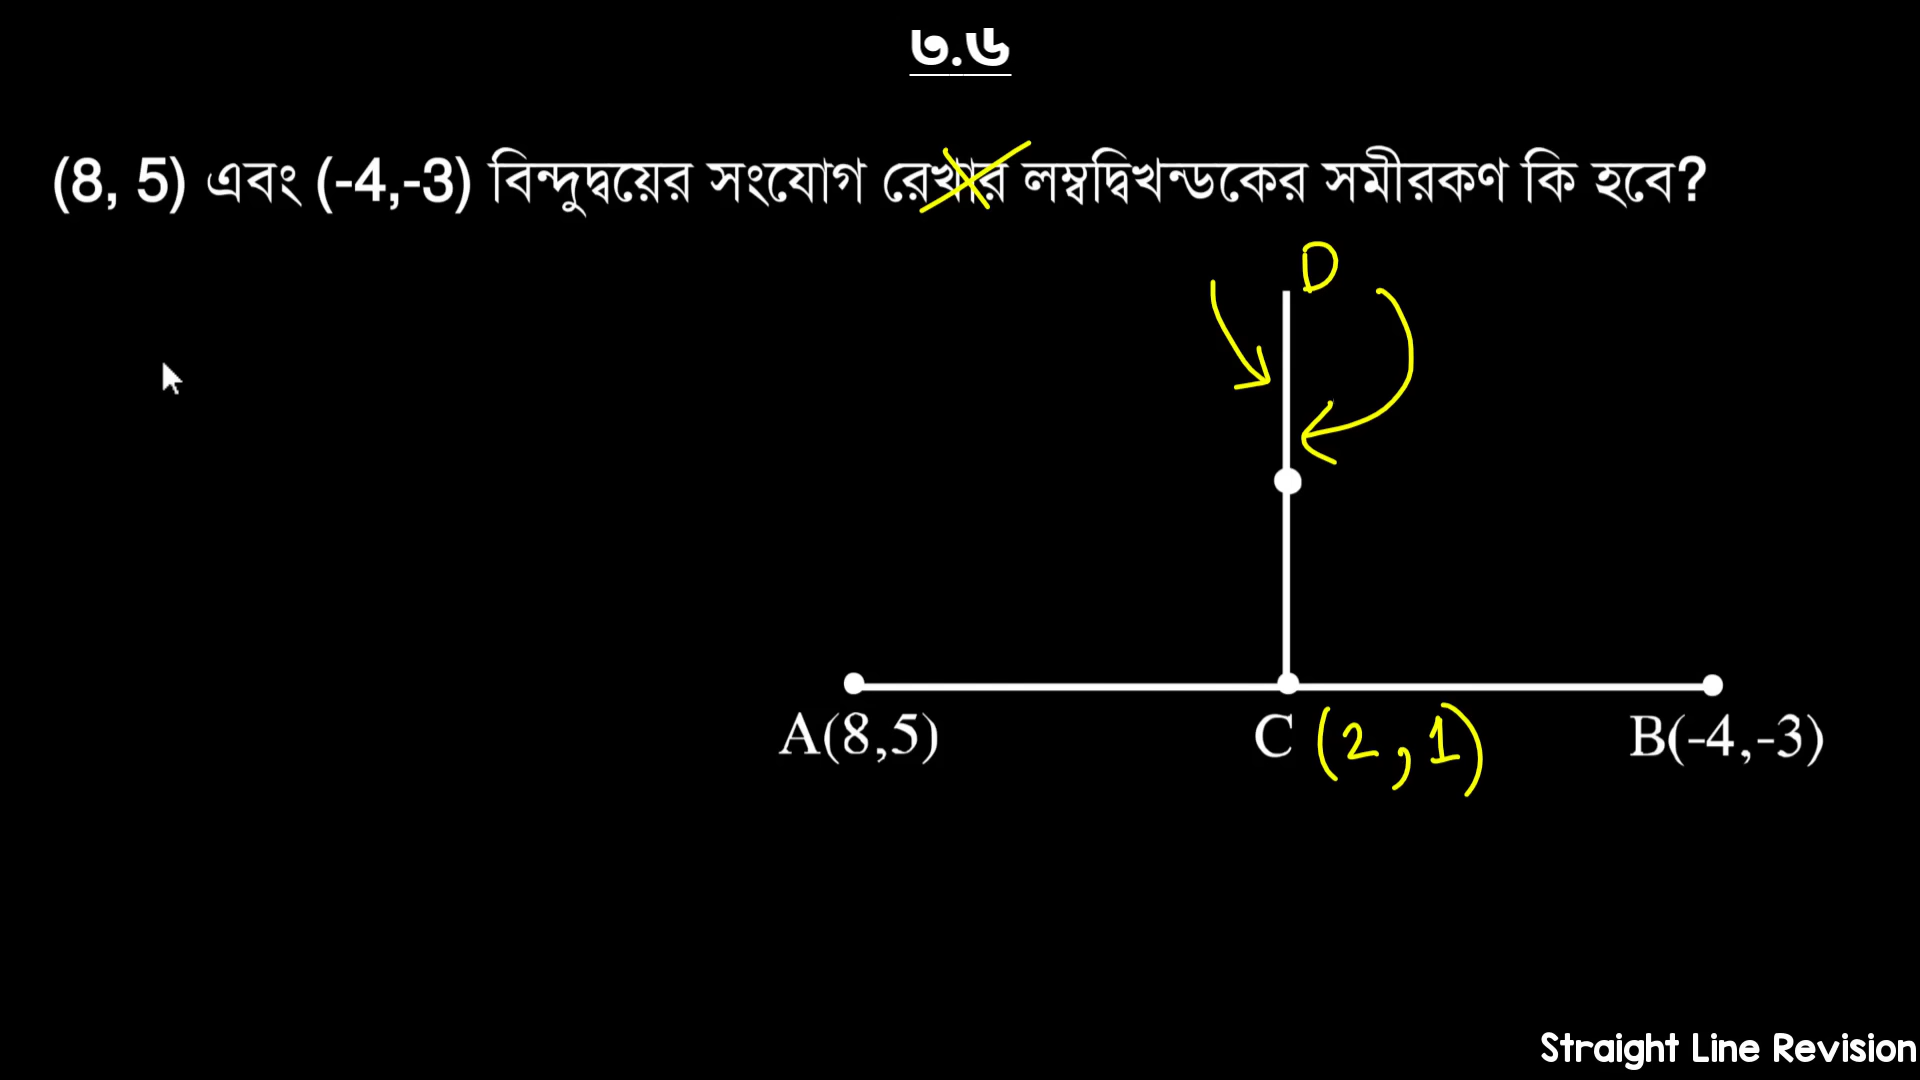 ৩.৬
(8, 5) এবং (-4,-3) বিন্দুদ্বয়ের সংযোগ রেখার লম্বদ্বিখন্ডকের সমীরকণ কি হবে?
D
A(8,5)
C (2,1)
B(-4,-3)
Straight Line Revision